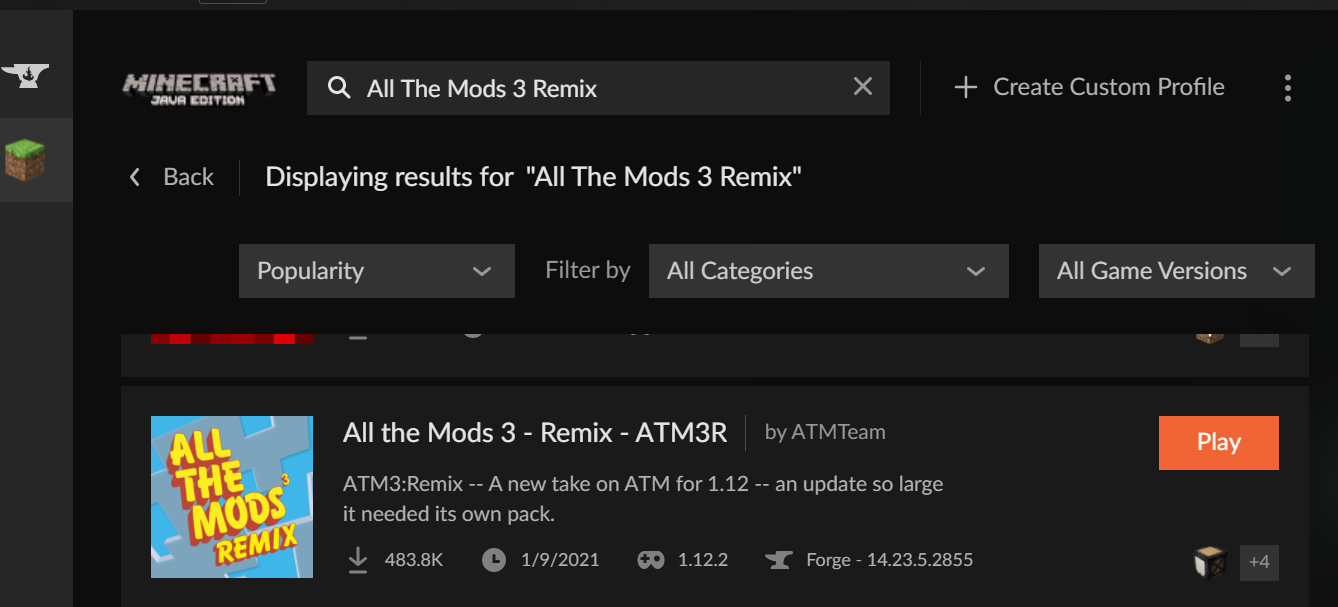 MINECRAFT
JAVA EDITION
All The Mods 3 Remix
Create Custom Profile
Back
Displaying results for "All The Mods 3 Remix"
Popularity
Filter by
All Categories
All Game Versions
ALL
THE
MODS 3
REMIX
All the Mods 3 - Remix - ATM3R
by ATMTeam
Play
ATM3:Remix -- A new take on ATM for 1.12 -- an update so large
it needed its own pack.
483.8K
1/9/2021
1.12.2
Forge - 14.23.5.2855
+4